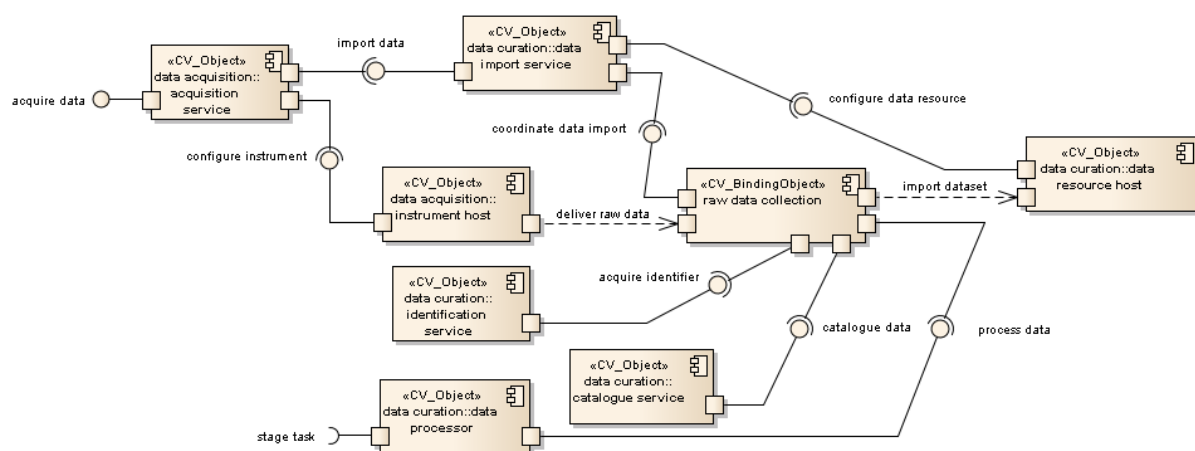 «CV_Object»
data curation::data
import service
import data
«CV_Object»
data acquisition::
acquisition
service
acquire data
configure data resource
coordinate data import
configure instrument
«CV_Object»
data curation::data
resource host
«CV_Object»
data acquisition::
instrument host
deliver raw data
«CV_BindingObject»
raw data collection
import dataset
acquire identifier
«CV_Object»
data curation::
identification
service
catalogue data
process data
«CV_Object»
data curation::
catalogue service
«CV_Object»
data curation::data
processor
stage task